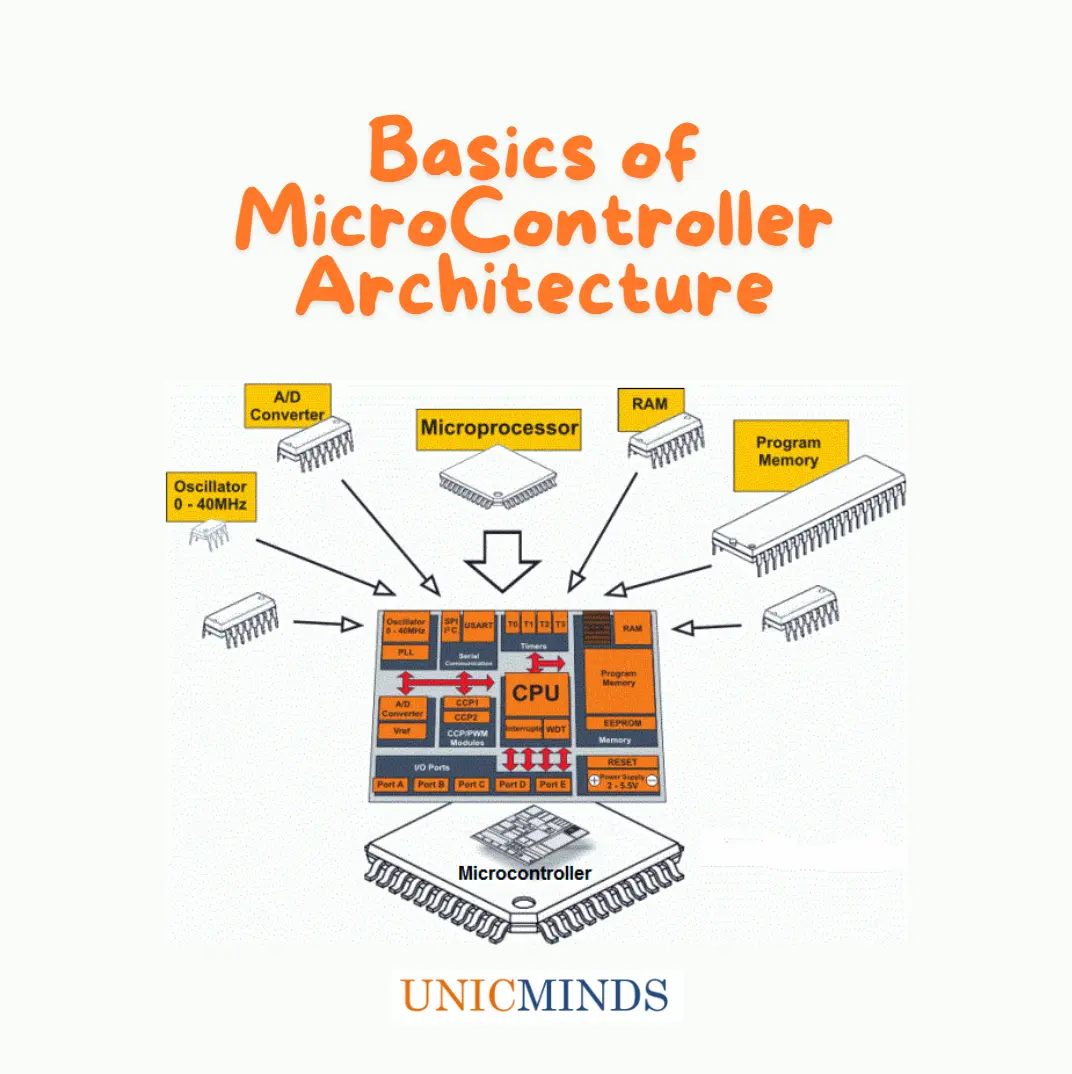 Basics of
MicroController
Architecture
A/D
Converter
Microprocessor
RAM
Program
Memory
Oscillator
0 - 40MHz
Oscillator
0 - 40MHz
PLL
SPI
I²C
USART
Serial
Communication
T0 T1 T2 T3
Timers
RAM
Program
Memory
EEPROM
Memory
A/D
Converter
Vref
CCP1
CCP2
CCP/PWM
Modules
CPU
Interrupts
WDT
I/O Ports
Port A
Port B
Port C
Port D
Port E
RESET
+ Power Supply −
2 - 5.5V
Microcontroller
UNICMINDS